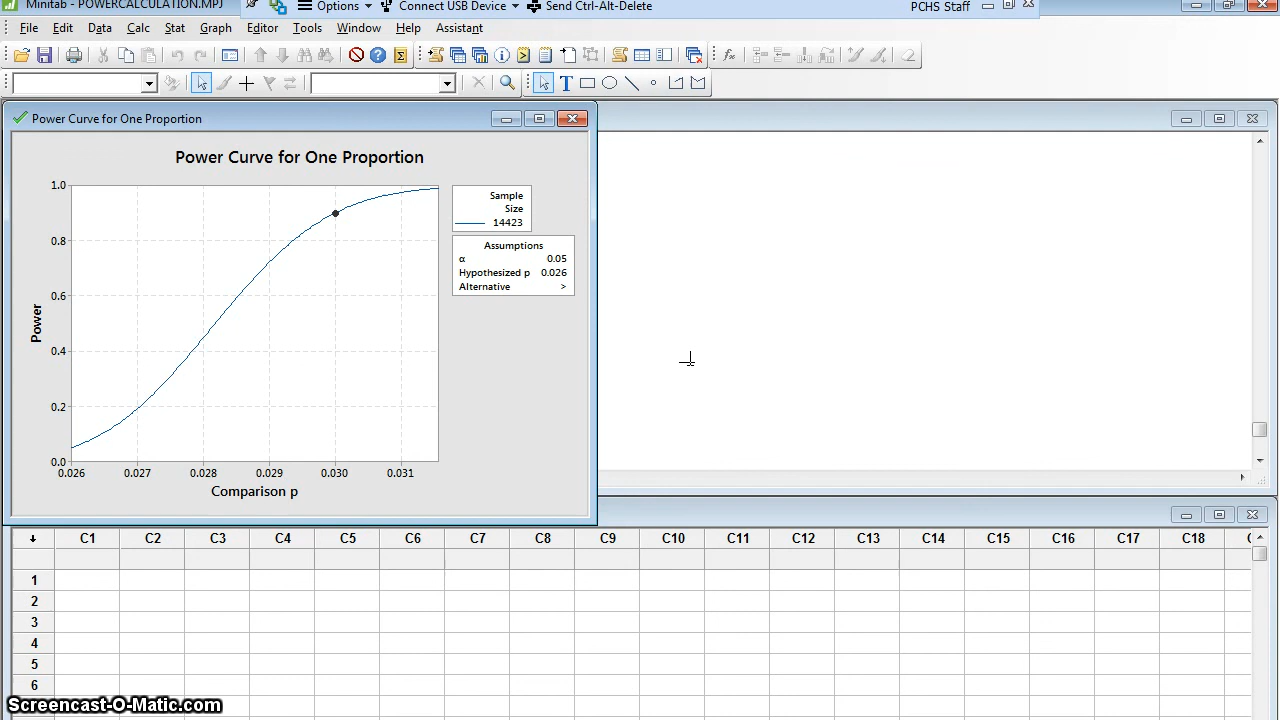 Minitab - POWERCALCULATION.MPJ
Options
Connect USB Device
Send Ctrl-Alt-Delete
PCHS Staff
File Edit Data Calc Stat Graph Editor Tools Window Help Assistant
Power Curve for One Proportion
Power Curve for One Proportion
1.0
0.8
0.6
0.4
0.2
0.0
Power
0.026 0.027 0.028 0.029 0.030 0.031
Comparison p
Sample
Size
14423
Assumptions
α 0.05
Hypothesized p 0.026
Alternative >
C1 C2 C3 C4 C5 C6 C7 C8 C9 C10 C11 C12 C13 C14 C15 C16 C17 C18
1
2
3
4
5
6
Screencast-O-Matic.com